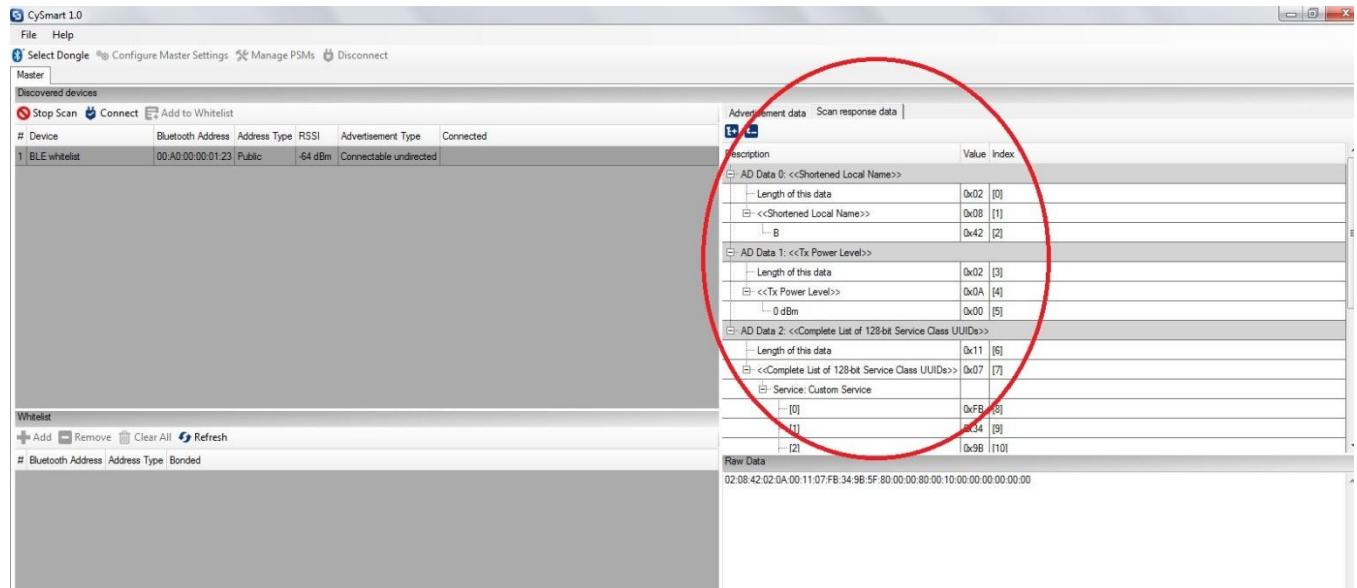 CySmart 1.0
File Help
Select Dongle Configure Master Settings Manage PSMs Disconnect
Master
Discovered devices
Stop Scan Connect Add to Whitelist
# Device Bluetooth Address Address Type RSSI Advertisement Type Connected
1 BLE whitelist 00:A0:00:00:01:23 Public -64 dBm Connectable undirected
Whitelist
Add Remove Clear All Refresh
# Bluetooth Address Address Type Bonded
Advertisement data Scan response data
Description Value Index
AD Data 0: <<Shortened Local Name>>
Length of this data 0x02 [0]
<<Shortened Local Name>> 0x08 [1]
B 0x42 [2]
AD Data 1: <<Tx Power Level>>
Length of this data 0x02 [3]
<<Tx Power Level>> 0x0A [4]
0 dBm 0x00 [5]
AD Data 2: <<Complete List of 128-bit Service Class UUIDs>>
Length of this data 0x11 [6]
<<Complete List of 128-bit Service Class UUIDs>> 0x07 [7]
Service: Custom Service
[0] 0xFB [8]
[1] 0x34 [9]
[2] 0x9B [10]
Raw Data
02:08:42:02:0A:00:11:07:FB:34:9B:5F:80:00:00:80:00:10:00:00:00:00:00:00